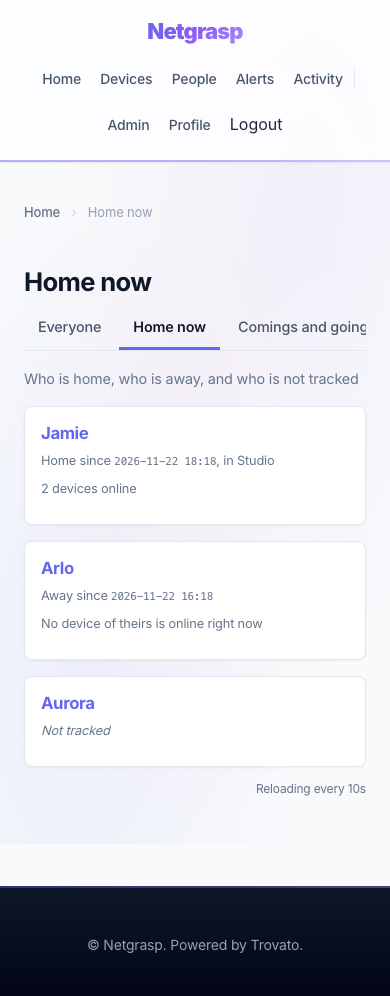 Netgrasp
Home Devices People Alerts Activity
Admin Profile Logout
Home › Home now
Home now
Everyone Home now Comings and going
Who is home, who is away, and who is not tracked
Jamie
Home since 2026-11-22 18:18, in Studio
2 devices online
Arlo
Away since 2026-11-22 16:18
No device of theirs is online right now
Aurora
Not tracked
Reloading every 10s
© Netgrasp. Powered by Trovato.